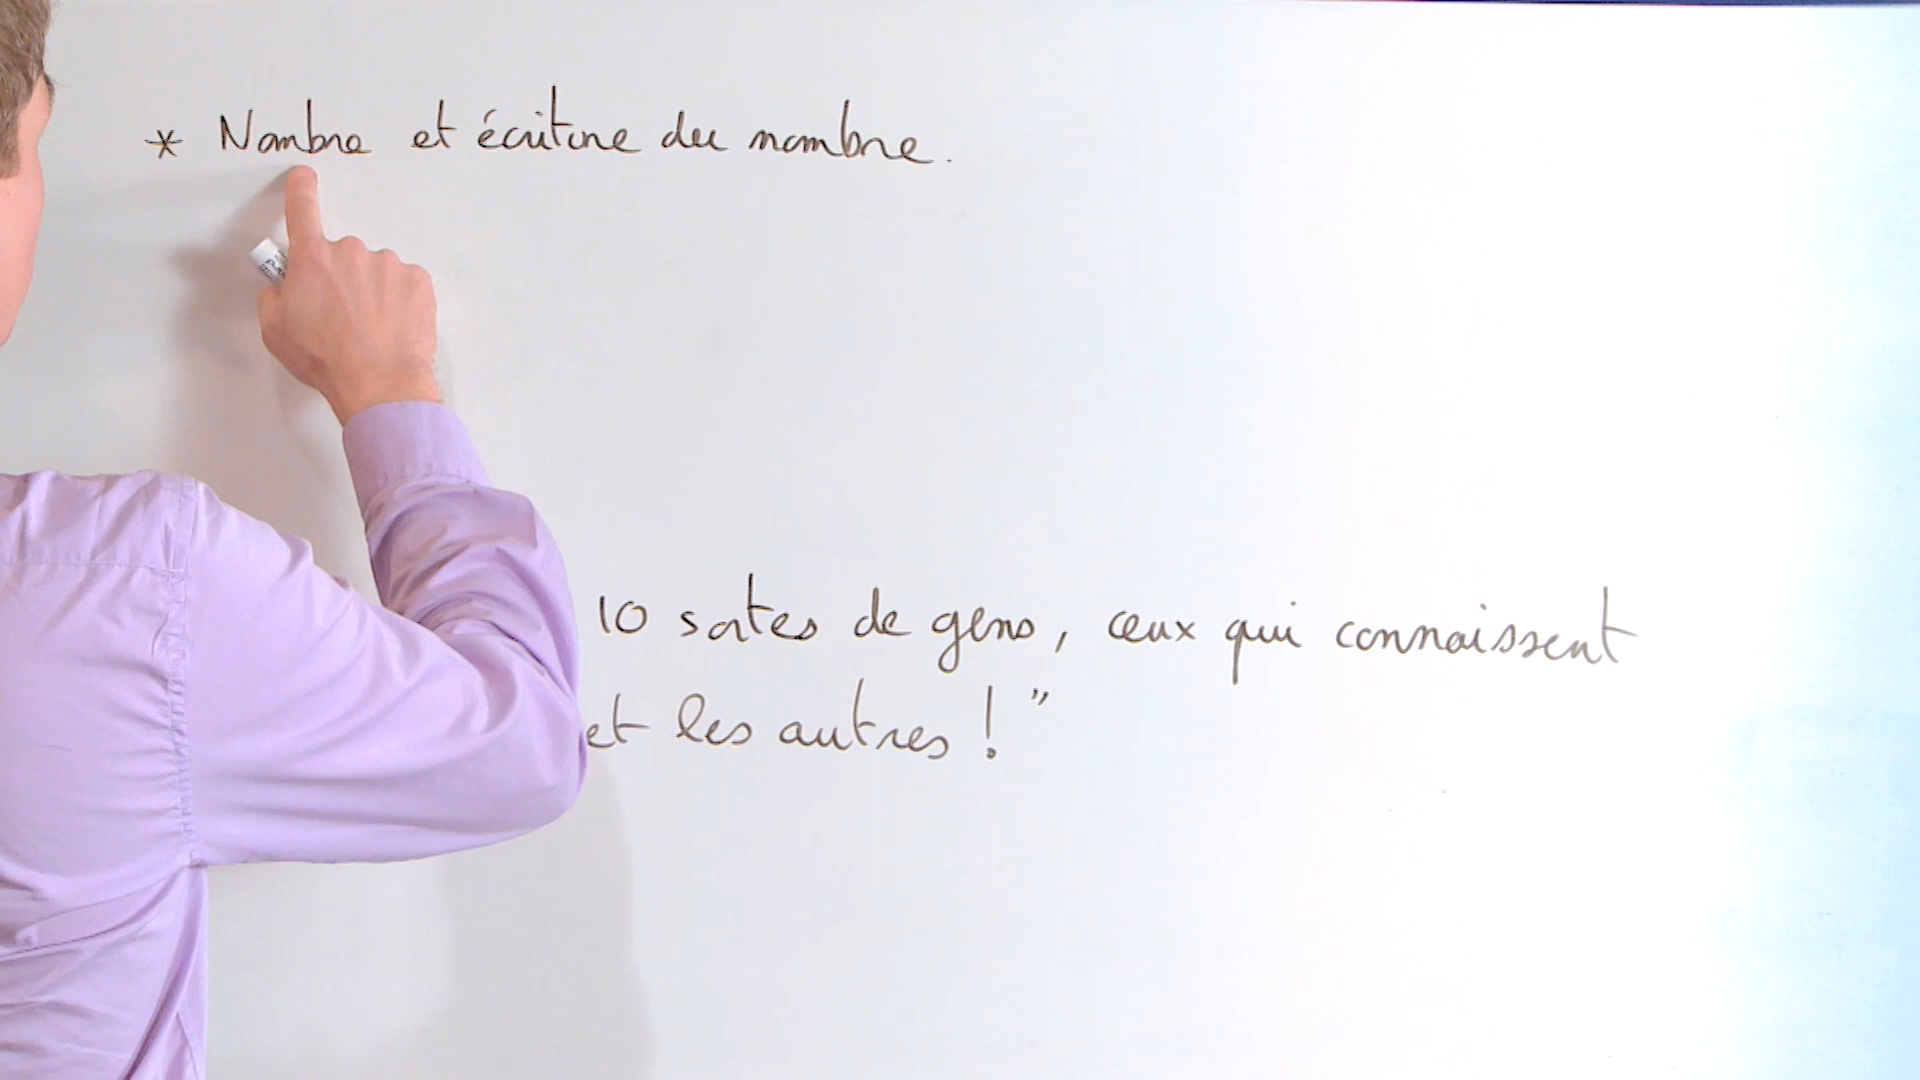 * Nombre et écriture du nombre.
10 sortes de gens, ceux qui connaissent
et les autres ! "